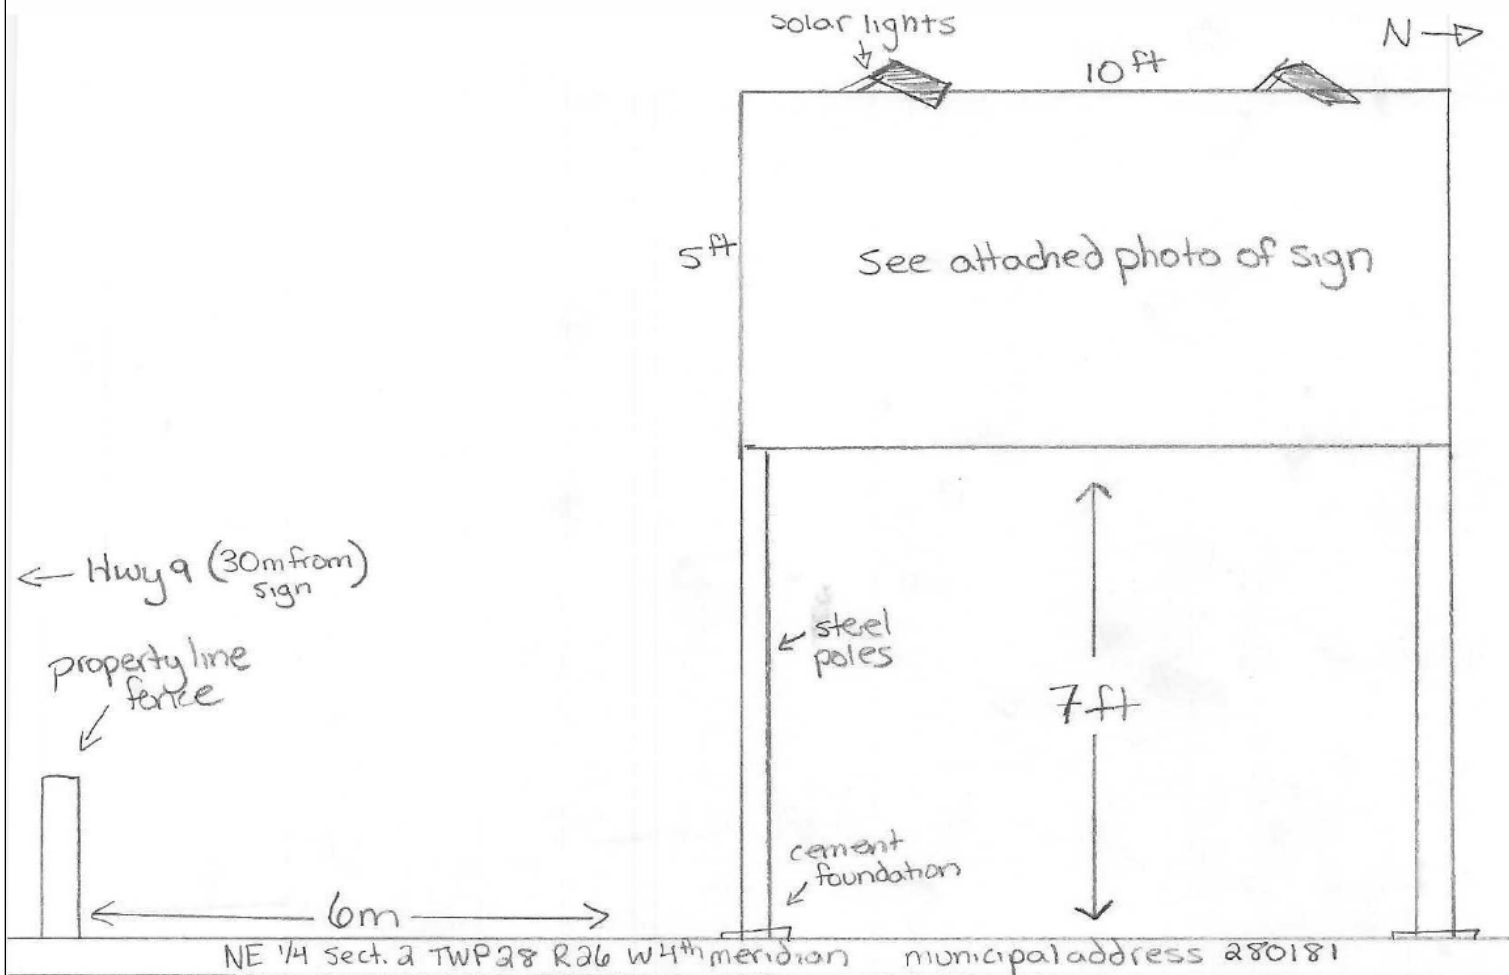 solar lights
N
10 ft
5 ft
See attached photo of sign
Hwy 9 (30m from
sign)
property line
fence
steel
poles
7 ft
cement
foundation
6m
NE 1/4 Sect. 2 TWP 28 R26 W 4th meridian municipal address 280181